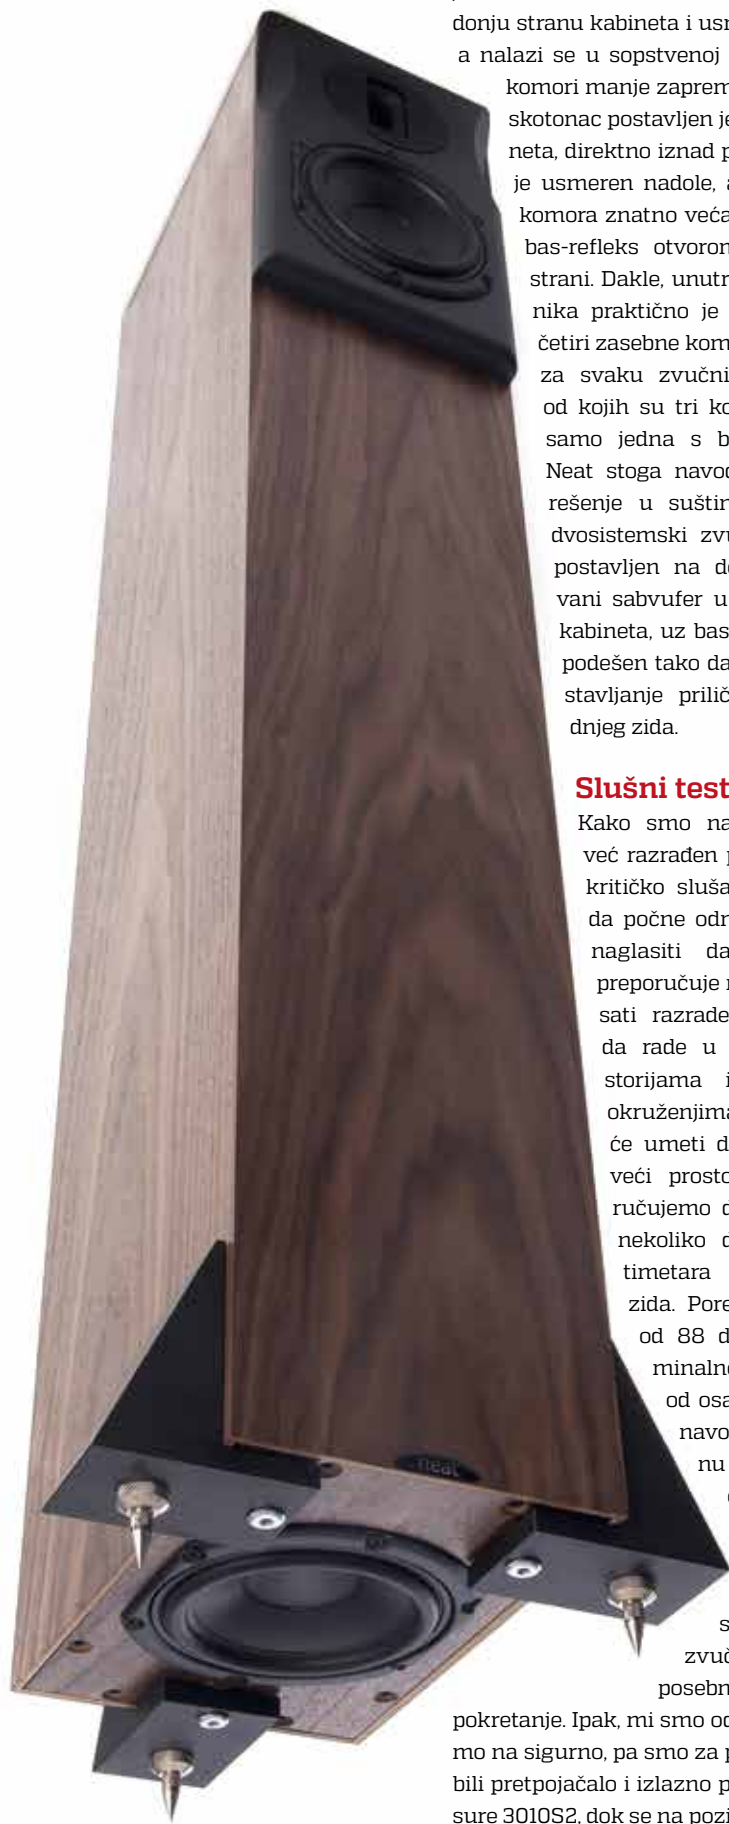 donju stranu kabineta i usm
a nalazi se u sopstvenoj
komori manje zaprem
skotonac postavljen je
neta, direktno iznad p
je usmeren nadole, a
komora znatno veća
bas-refleks otvoron
strani. Dakle, unutr
nika praktično je
četiri zasebne kom
za svaku zvučni
od kojih su tri ko
samo jedna s b
Neat stoga navod
rešenje u suštin
dvosistemski zvu
postavljen na do
vani sabvufer u
kabineta, uz bas
podešen tako da
stavljanje prilič
dnjeg zida.
Slušni test
Kako smo na
već razrađen p
kritičko sluša
da počne odn
naglasiti da
preporučuje n
sati razrade
da rade u
storijama i
okruženjima
će umeti d
veći prosto
ručujemo d
nekoliko d
timetara
zida. Pore
od 88 d
minalne
od osa
navo
nu
s
zvuč
posebn
pokretanje. Ipak, mi smo od
mo na sigurno, pa smo za p
bili pretpojačalo i izlazno p
sure 3010S2, dok se na pozi
neat